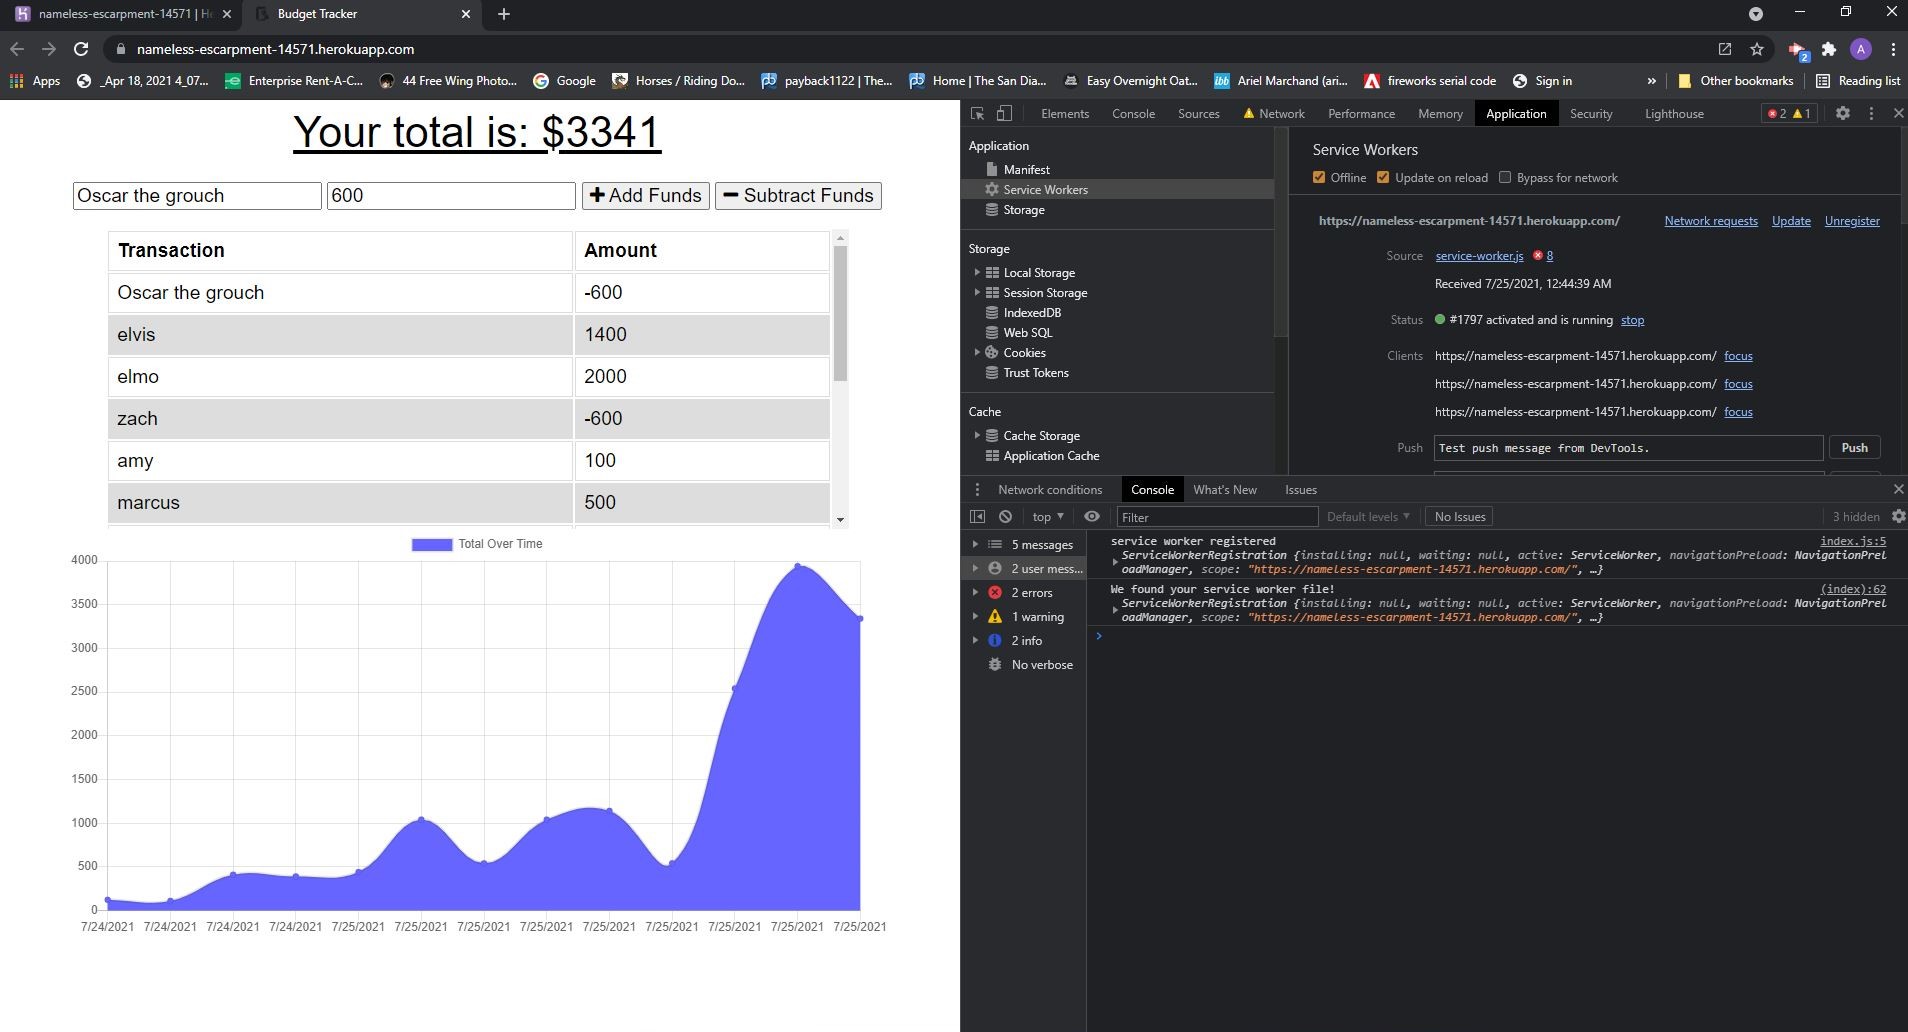 nameless-escarpment-14571 | He
Budget Tracker
nameless-escarpment-14571.herokuapp.com
Apps
_Apr 18, 2021 4_07...
Enterprise Rent-A-C...
44 Free Wing Photo...
Google
Horses / Riding Do...
payback1122 | The...
Home | The San Dia...
Easy Overnight Oat...
ibb
Ariel Marchand (ari...
fireworks serial code
Sign in
»
Other bookmarks
Reading list
2
A
Your total is: $3341
Oscar the grouch
600
Add Funds
Subtract Funds
Transaction Amount
Oscar the grouch -600
elvis 1400
elmo 2000
zach -600
amy 100
marcus 500
Total Over Time
4000
3500
3000
2500
2000
1500
1000
500
0
7/24/2021 7/24/2021 7/24/2021 7/24/2021 7/25/2021 7/25/2021 7/25/2021 7/25/2021 7/25/2021 7/25/2021 7/25/2021 7/25/2021 7/25/2021
Elements Console Sources Network Performance Memory Application Security Lighthouse 2 1
Application
Manifest
Service Workers
Storage
Storage
Local Storage
Session Storage
IndexedDB
Web SQL
Cookies
Trust Tokens
Cache
Cache Storage
Application Cache
Service Workers
Offline Update on reload Bypass for network
https://nameless-escarpment-14571.herokuapp.com/ Network requests Update Unregister
Source service-worker.js 8
Received 7/25/2021, 12:44:39 AM
Status #1797 activated and is running stop
Clients https://nameless-escarpment-14571.herokuapp.com/ focus
https://nameless-escarpment-14571.herokuapp.com/ focus
https://nameless-escarpment-14571.herokuapp.com/ focus
Push Test push message from DevTools. Push
Network conditions Console What's New Issues
top Filter Default levels No Issues 3 hidden
5 messages
2 user mess...
2 errors
1 warning
2 info
No verbose
service worker registered index.js:5
ServiceWorkerRegistration {installing: null, waiting: null, active: ServiceWorker, navigationPreload: NavigationPrel
oadManager, scope: "https://nameless-escarpment-14571.herokuapp.com/", …}
We found your service worker file! (index):62
ServiceWorkerRegistration {installing: null, waiting: null, active: ServiceWorker, navigationPreload: NavigationPrel
oadManager, scope: "https://nameless-escarpment-14571.herokuapp.com/", …}